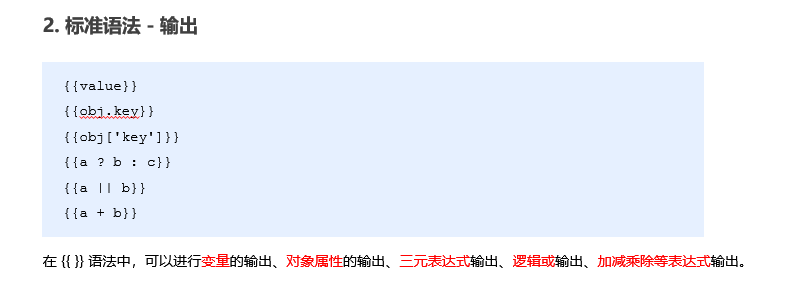 2. 标准语法 - 输出
{{value}}
{{obj.key}}
{{obj['key']}}
{{a ? b : c}}
{{a || b}}
{{a + b}}
在 {{ }} 语法中，可以进行变量的输出、对象属性的输出、三元表达式输出、逻辑或输出、加减乘除等表达式输出。